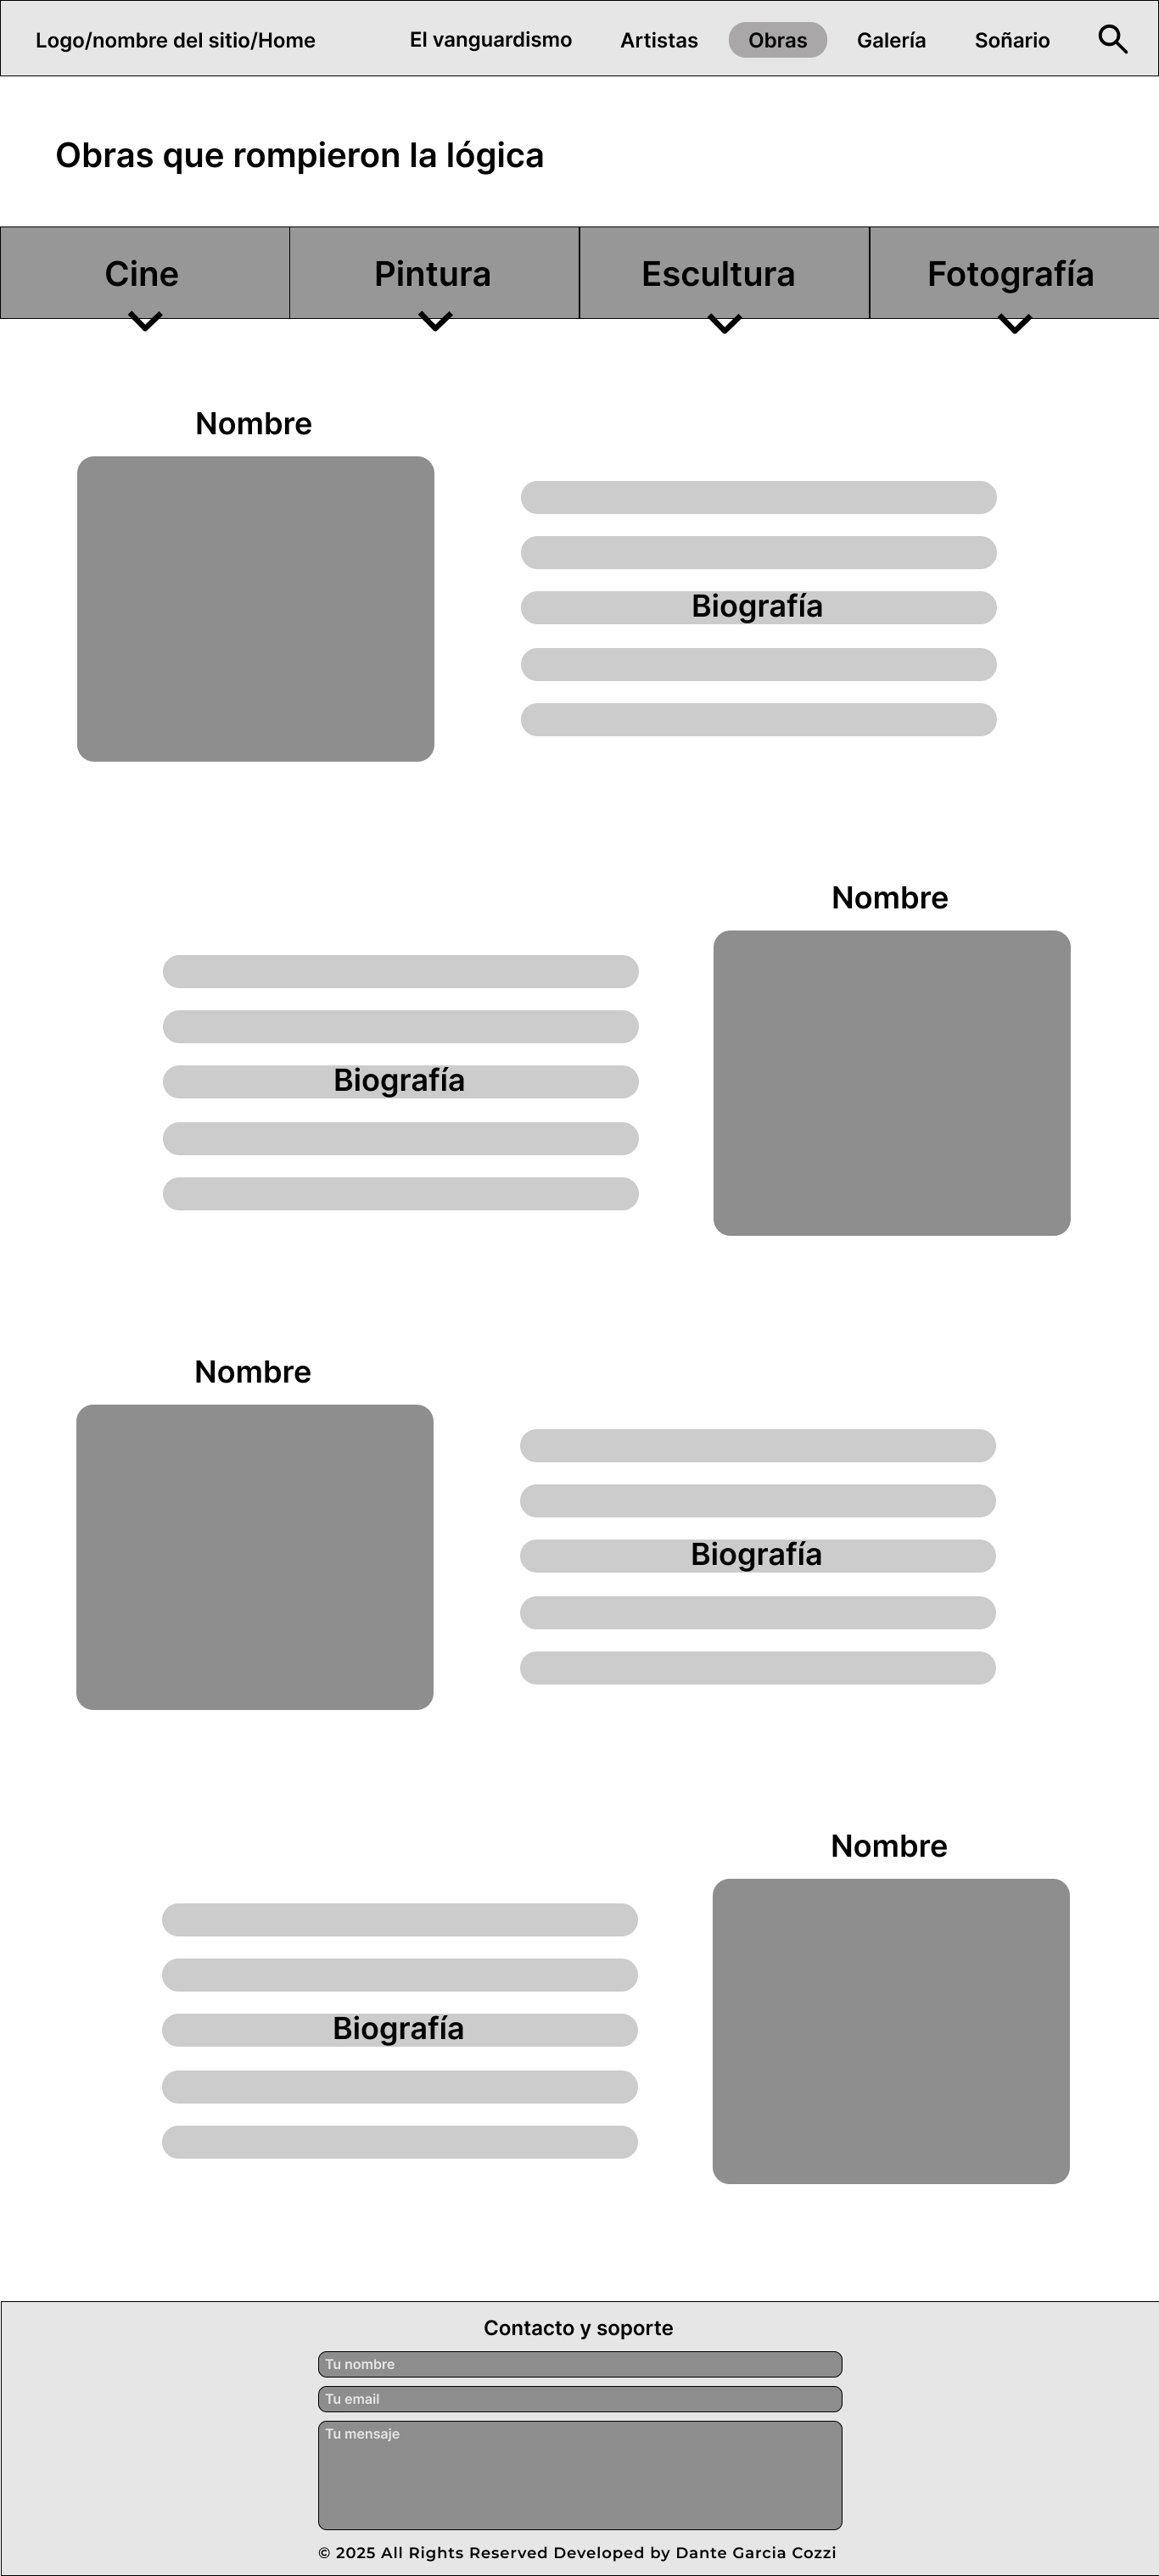 Logo/nombre del sitio/Home El vanguardismo Artistas Obras Galería Soñario
Obras que rompieron la lógica
Cine Pintura Escultura Fotografía
Nombre
Biografía
Nombre
Biografía
Nombre
Biografía
Nombre
Biografía
Contacto y soporte
Tu nombre
Tu email
Tu mensaje
© 2025 All Rights Reserved Developed by Dante Garcia Cozzi